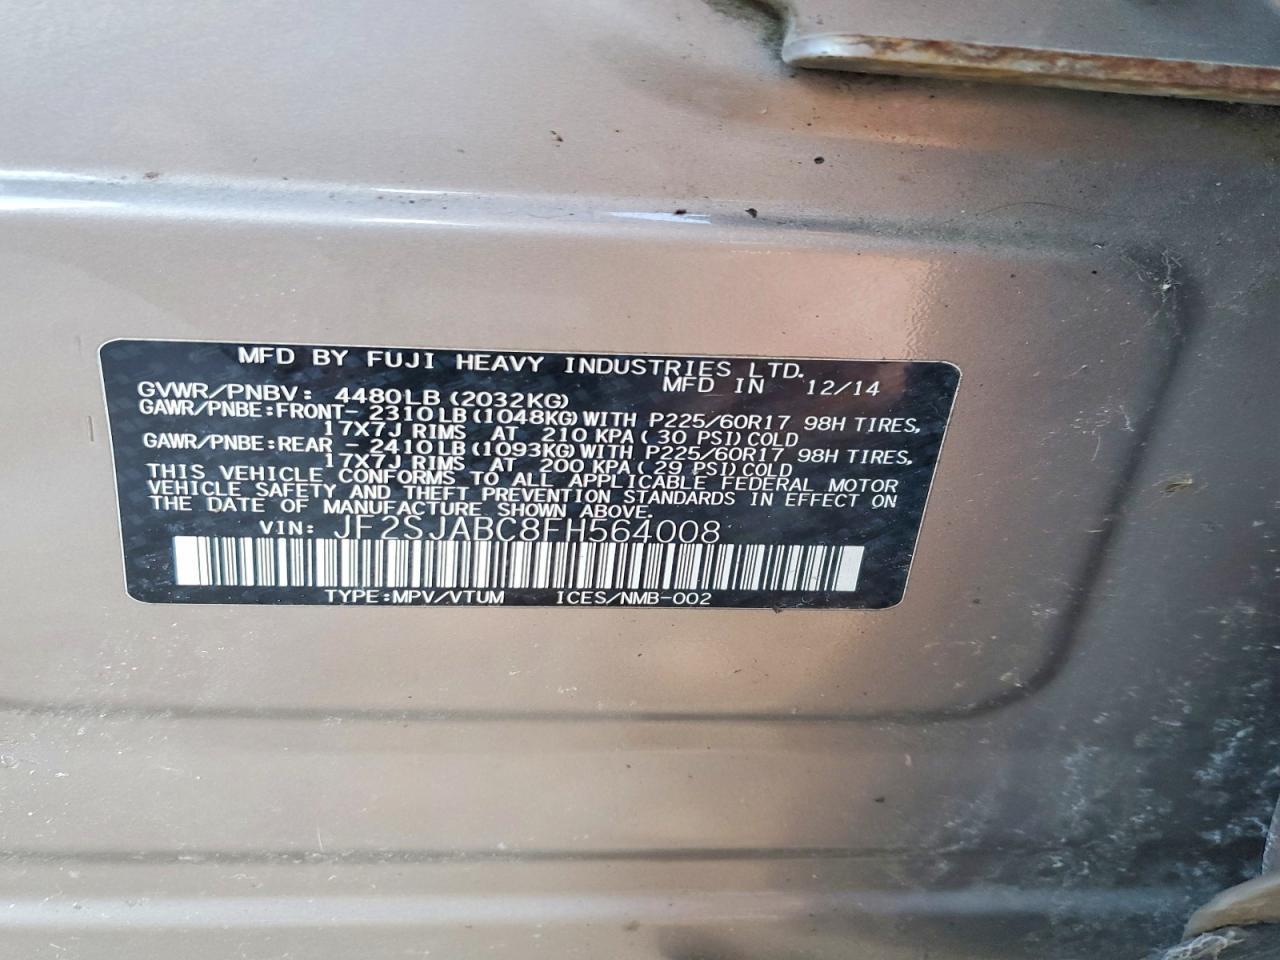 MFD BY FUJI HEAVY INDUSTRIES LTD.
MFD IN 12/14
GVWR/PNBV: 4480LB(2032KG)
GAWR/PNBE:FRONT- 2310LB(1048KG)WITH P225/60R17 98H TIRES,
17X7J RIMS AT 210 KPA(30 PSI)COLD
GAWR/PNBE:REAR - 2410LB(1093KG)WITH P225/60R17 98H TIRES,
17X7J RIMS AT 200 KPA(29 PSI)COLD
THIS VEHICLE CONFORMS TO ALL APPLICABLE FEDERAL MOTOR
VEHICLE SAFETY AND THEFT PREVENTION STANDARDS IN EFFECT ON
THE DATE OF MANUFACTURE SHOWN ABOVE.
VIN: JF2SJABC8FH564008
TYPE:MPV/VTUM ICES/NMB-002